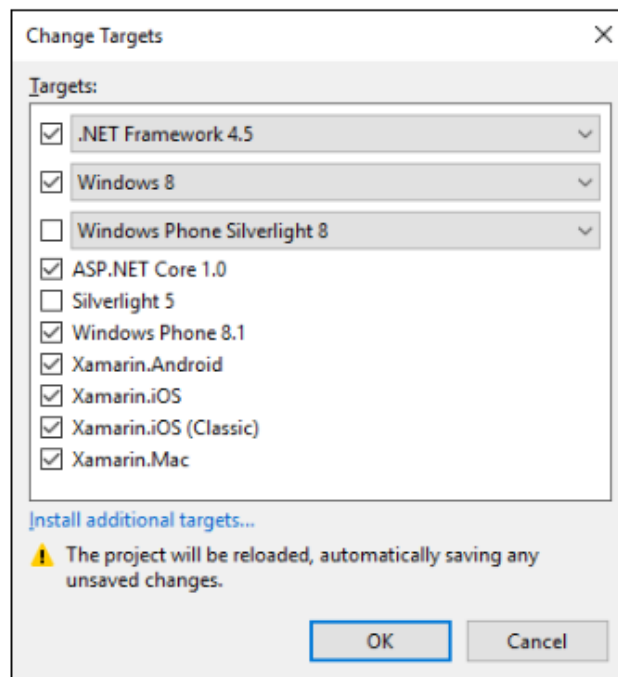 Change Targets
Targets:
.NET Framework 4.5
Windows 8
Windows Phone Silverlight 8
ASP.NET Core 1.0
Silverlight 5
Windows Phone 8.1
Xamarin.Android
Xamarin.iOS
Xamarin.iOS (Classic)
Xamarin.Mac
Install additional targets...
The project will be reloaded, automatically saving any
unsaved changes.
OK Cancel